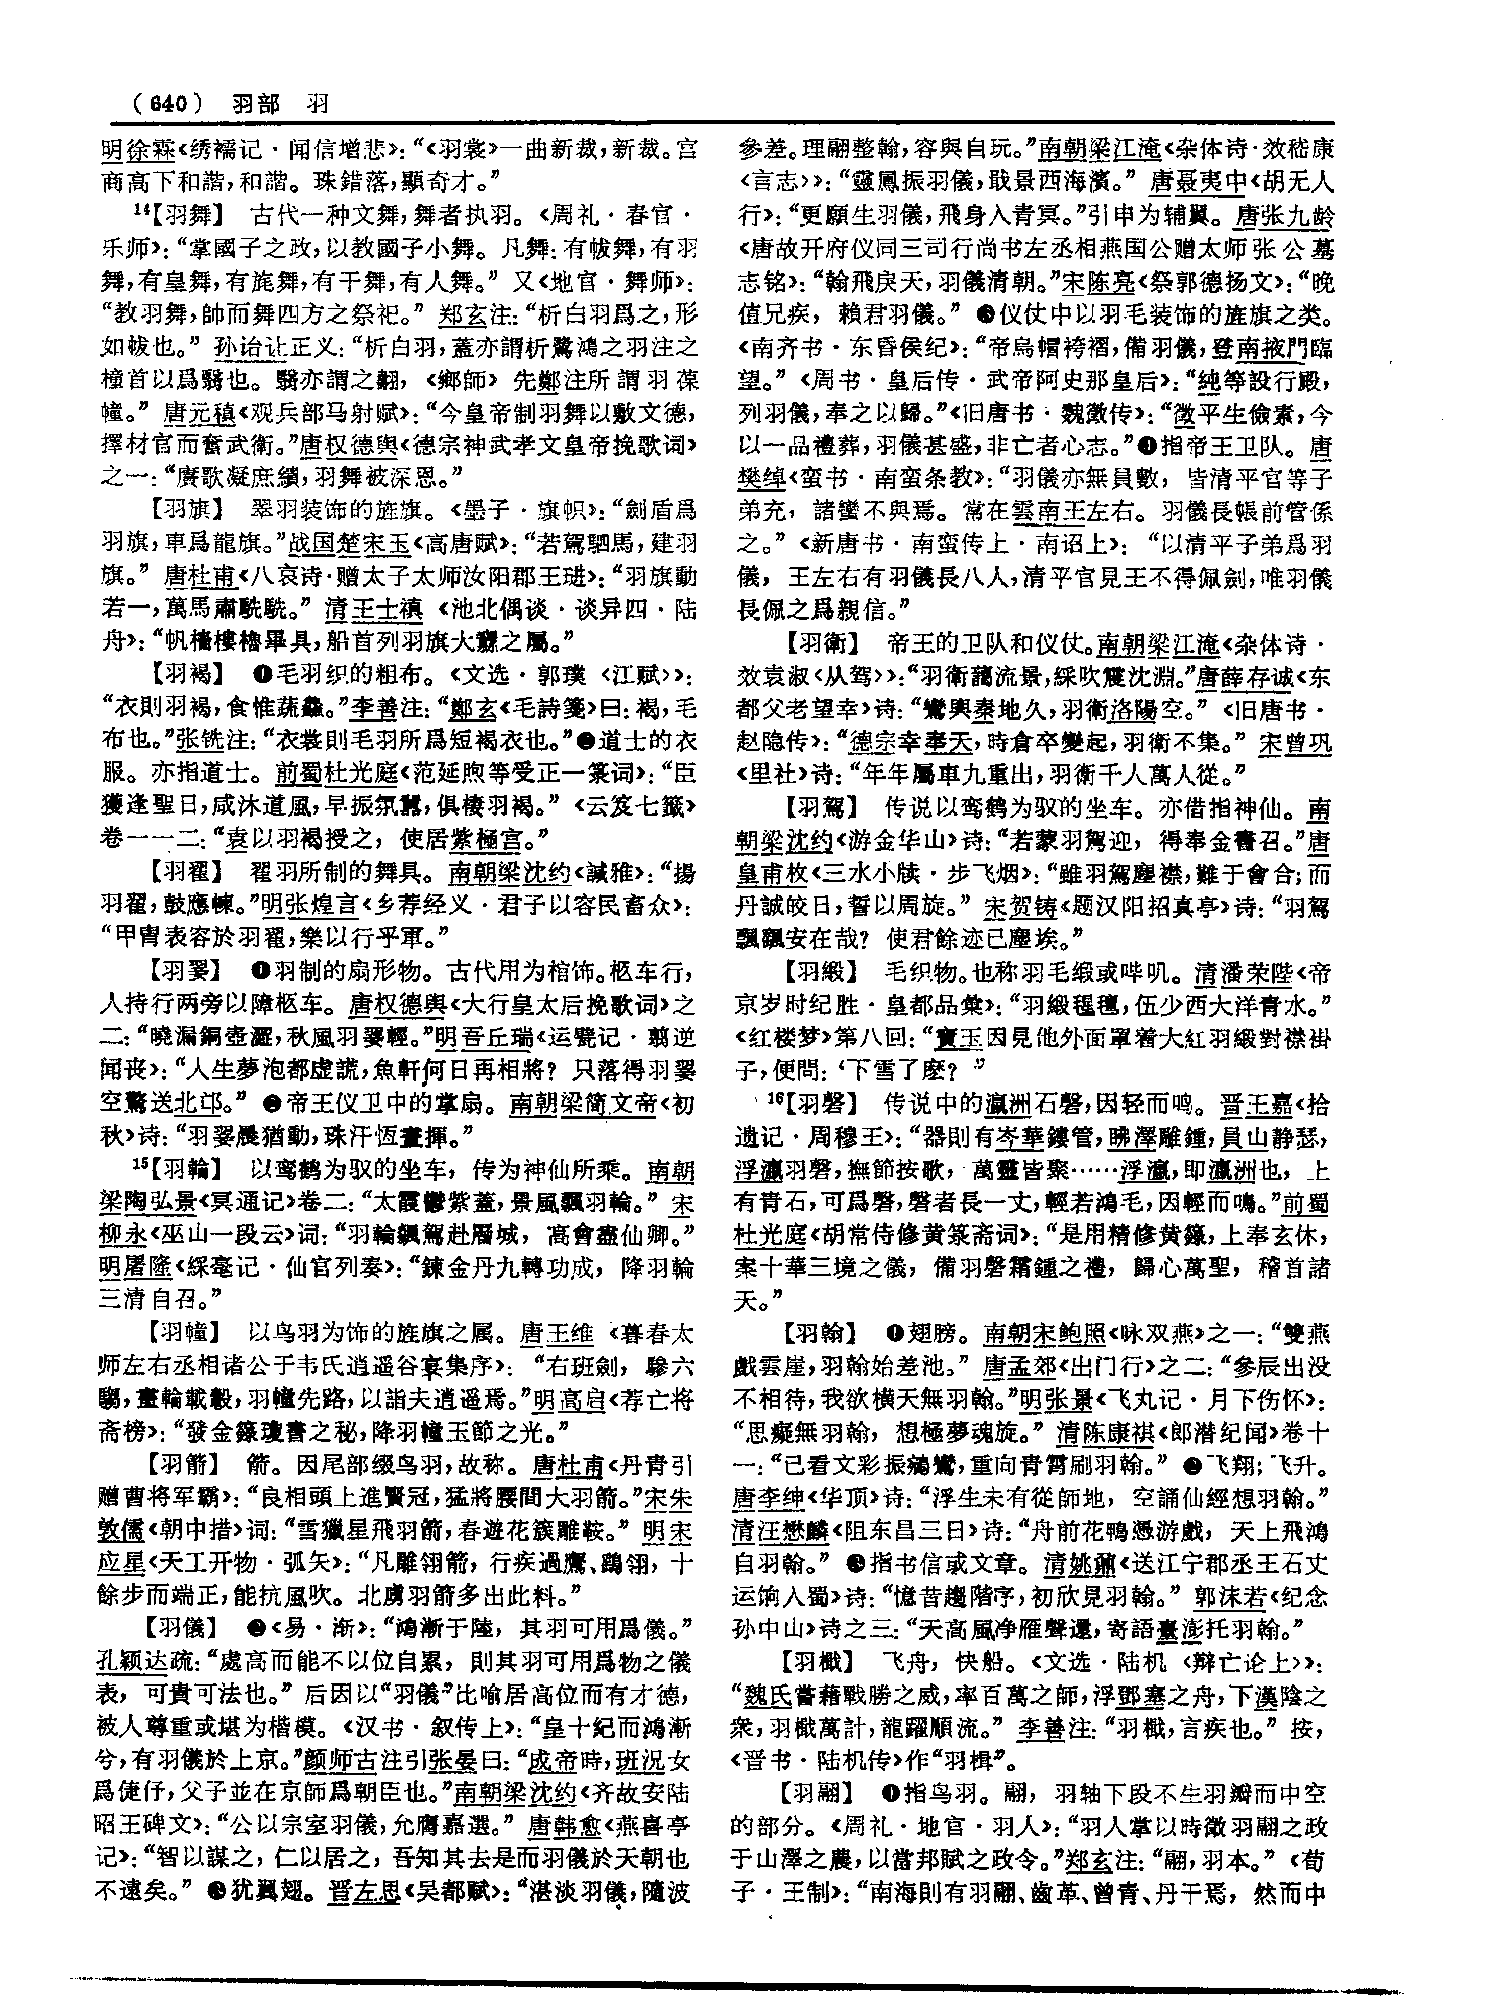 （640） 羽部 羽
明徐霖《绣襦记·闻信增悲》：“《羽裳》一曲新裁，新裁。宫
商高下和諧，和諧。珠錯落，顯奇才。”
14【羽舞】 古代一种文舞，舞者执羽。《周礼·春官·
乐师》：“掌國子之政，以教國子小舞。凡舞：有帗舞，有羽
舞，有皇舞，有旄舞，有干舞，有人舞。”又《地官·舞师》：
“教羽舞，帥而舞四方之祭祀。”郑玄注：“析白羽爲之，形
如帗也。”孙诒让正义：“析白羽，蓋亦謂析鷺鴻之羽注之
橦首以爲翳也。翳亦謂之翿，《鄉師》先鄭注所謂羽葆
幢。”唐元稹《观兵部马射赋》：“今皇帝制羽舞以敷文德，
擇材官而奮武衛。”唐权德舆《德宗神武孝文皇帝挽歌词》
之一：“賡歌凝庶績，羽舞被深恩。”
【羽旗】 翠羽装饰的旌旗。《墨子·旗帜》：“劍盾爲
羽旗，車爲龍旗。”战国楚宋玉《高唐赋》：“若駕駟馬，建羽
旗。”唐杜甫《八哀诗·赠太子太师汝阳郡王琎》：“羽旗動
若一，萬馬肅駪駪。”清王士禛《池北偶谈·谈异四·陆
舟》：“帆檣樓櫓畢具，船首列羽旗大纛之屬。”
【羽褐】 ❶毛羽织的粗布。《文选·郭璞〈江赋〉》：
“衣則羽褐，食惟蔬鱻。”李善注：“鄭玄《毛詩箋》曰：褐，毛
布也。”张铣注：“衣裳則毛羽所爲短褐衣也。”❷道士的衣
服。亦指道士。前蜀杜光庭《范延煦等受正一箓词》：“臣
獲逢聖日，咸沐道風，早振氛囂，俱棲羽褐。”《云笈七籤》
卷一一二：“袁以羽褐授之，使居紫極宫。”
【羽翟】 翟羽所制的舞具。南朝梁沈约《諴雅》：“揚
羽翟，鼓應朄。”明张煌言《乡荐经义·君子以容民畜众》：
“甲胄表容於羽翟，樂以行乎軍。”
【羽翣】 ❶羽制的扇形物。古代用为棺饰。柩车行，
人持行两旁以障柩车。唐权德舆《大行皇太后挽歌词》之
二：“曉漏銅壺澀，秋風羽翣輕。”明吾丘瑞《运甓记·翦逆
闻丧》：“人生夢泡都虚謊，魚軒何日再相將？只落得羽翣
空驚送北邙。”❷帝王仪卫中的掌扇。南朝梁简文帝《初
秋》诗：“羽翣晨猶動，珠汗恆晝揮。”
15【羽輪】 以鸾鹤为驭的坐车，传为神仙所乘。南朝
梁陶弘景《冥通记》卷二：“太霞鬱紫蓋，景風飄羽輪。”宋
柳永《巫山一段云》词：“羽輪飆駕赴層城，高會盡仙卿。”
明屠隆《綵毫记·仙官列奏》：“鍊金丹九轉功成，降羽輪
三清自召。”
【羽幢】 以鸟羽为饰的旌旗之属。唐王维《暮春太
师左右丞相诸公于韦氏逍遥谷宴集序》：“右班劍，驂六
騶，畫輪載轂，羽幢先路，以詣夫逍遥焉。”明高启《荐亡将
斋榜》：“發金籙瓊書之秘，降羽幢玉節之光。”
【羽箭】 箭。因尾部缀鸟羽，故称。唐杜甫《丹青引
赠曹将军霸》：“良相頭上進賢冠，猛將腰間大羽箭。”宋朱
敦儒《朝中措》词：“雪獵星飛羽箭，春遊花簇雕鞍。”明宋
应星《天工开物·弧矢》：“凡雕翎箭，行疾過鷹、鷂翎，十
餘步而端正，能抗風吹。北虜羽箭多出此料。”
【羽儀】 ❷《易·渐》：“鴻漸于陸，其羽可用爲儀。”
孔颖达疏：“處高而能不以位自累，則其羽可用爲物之儀
表，可貴可法也。”后因以“羽儀”比喻居高位而有才德，
被人尊重或堪为楷模。《汉书·叙传上》：“皇十紀而鴻漸
兮，有羽儀於上京。”颜师古注引张晏曰：“成帝時，班況女
爲倢伃，父子並在京師爲朝臣也。”南朝梁沈约《齐故安陆
昭王碑文》：“公以宗室羽儀，允膺嘉選。”唐韩愈《燕喜亭
记》：“智以謀之，仁以居之，吾知其去是而羽儀於天朝也
不遠矣。”❸犹翼翅。晋左思《吴都赋》：“湛淡羽儀，隨波
參差。理翮整翰，容與自玩。”南朝梁江淹《杂体诗·效嵇康
〈言志〉》：“靈鳳振羽儀，戢景西海濱。”唐聂夷中《胡无人
行》：“更願生羽儀，飛身入青冥。”引申为辅翼。唐张九龄
《唐故开府仪同三司行尚书左丞相燕国公赠太师张公墓
志铭》：“翰飛戾天，羽儀清朝。”宋陈亮《祭郭德扬文》：“晚
值兄疾，賴君羽儀。”❸仪仗中以羽毛装饰的旌旗之类。
《南齐书·东昏侯纪》：“帝烏帽袴褶，備羽儀，登南掖門臨
望。”《周书·皇后传·武帝阿史那皇后》：“純等設行殿，
列羽儀，奉之以歸。”《旧唐书·魏徵传》：“徵平生儉素，今
以一品禮葬，羽儀甚盛，非亡者心志。”❹指帝王卫队。唐
樊绰《蛮书·南蛮条教》：“羽儀亦無員數，皆清平官等子
弟充，諸蠻不與焉。常在雲南王左右。羽儀長帳前管係
之。”《新唐书·南蛮传上·南诏上》：“以清平子弟爲羽
儀，王左右有羽儀長八人，清平官見王不得佩劍，唯羽儀
長佩之爲親信。”
【羽衛】 帝王的卫队和仪仗。南朝梁江淹《杂体诗·
效袁淑〈从驾〉》：“羽衛藹流景，綵吹震沈淵。”唐薛存诚《东
都父老望幸》诗：“鸞輿秦地久，羽衛洛陽空。”《旧唐书·
赵隐传》：“德宗幸奉天，時倉卒變起，羽衛不集。”宋曾巩
《里社》诗：“年年屬車九重出，羽衛千人萬人從。”
【羽駕】 传说以鸾鹤为驭的坐车。亦借指神仙。南
朝梁沈约《游金华山》诗：“若蒙羽駕迎，得奉金書召。”唐
皇甫枚《三水小牍·步飞烟》：“雖羽駕塵襟，難于會合；而
丹誠皎日，誓以周旋。”宋贺铸《题汉阳招真亭》诗：“羽駕
飄飄安在哉？使君餘迹已塵埃。”
【羽緞】 毛织物。也称羽毛缎或哔叽。清潘荣陛《帝
京岁时纪胜·皇都品彙》：“羽緞氆氇，伍少西大洋青水。”
《红楼梦》第八回：“寶玉因見他外面罩着大紅羽緞對襟褂
子，便問：‘下雪了麽？’”
16【羽磬】 传说中的瀛洲石磬，因轻而鸣。晋王嘉《拾
遗记·周穆王》：“器則有岑華鏤管，䀕澤雕鍾，員山静瑟，
浮瀛羽磬，撫節按歌，萬靈皆聚……浮瀛，即瀛洲也，上
有青石，可爲磬，磬者長一丈，輕若鴻毛，因輕而鳴。”前蜀
杜光庭《胡常侍修黄箓斋词》：“是用精修黄籙，上奉玄休，
案十華三境之儀，備羽磬霜鍾之禮，歸心萬聖，稽首諸
天。”
【羽翰】 ❶翅膀。南朝宋鲍照《咏双燕》之一：“雙燕
戲雲崖，羽翰始差池。”唐孟郊《出门行》之二：“參辰出没
不相待，我欲横天無羽翰。”明张景《飞丸记·月下伤怀》：
“思癡無羽翰，想極夢魂旋。”清陈康祺《郎潜纪闻》卷十
一：“已看文彩振鵷鸞，重向青霄刷羽翰。”❷飞翔；飞升。
唐李绅《华顶》诗：“浮生未有從師地，空誦仙經想羽翰。”
清汪懋麟《阻东昌三日》诗：“舟前花鴨憑游戲，天上飛鴻
自羽翰。”❸指书信或文章。清姚鼐《送江宁郡丞王石丈
运饷入蜀》诗：“憶昔趨階序，初欣見羽翰。”郭沫若《纪念
孙中山》诗之三：“天高風净雁聲還，寄語臺澎托羽翰。”
【羽檝】 飞舟，快船。《文选·陆机〈辩亡论上〉》：
“魏氏嘗藉戰勝之威，率百萬之師，浮鄧塞之舟，下漢陰之
衆，羽檝萬計，龍躍順流。”李善注：“羽檝，言疾也。”按，
《晋书·陆机传》作“羽楫”。
【羽翮】 ❶指鸟羽。翮，羽轴下段不生羽瓣而中空
的部分。《周礼·地官·羽人》：“羽人掌以時徵羽翮之政
于山澤之農，以當邦賦之政令。”郑玄注：“翮，羽本。”《荀
子·王制》：“南海則有羽翮、齒革、曾青、丹干焉，然而中